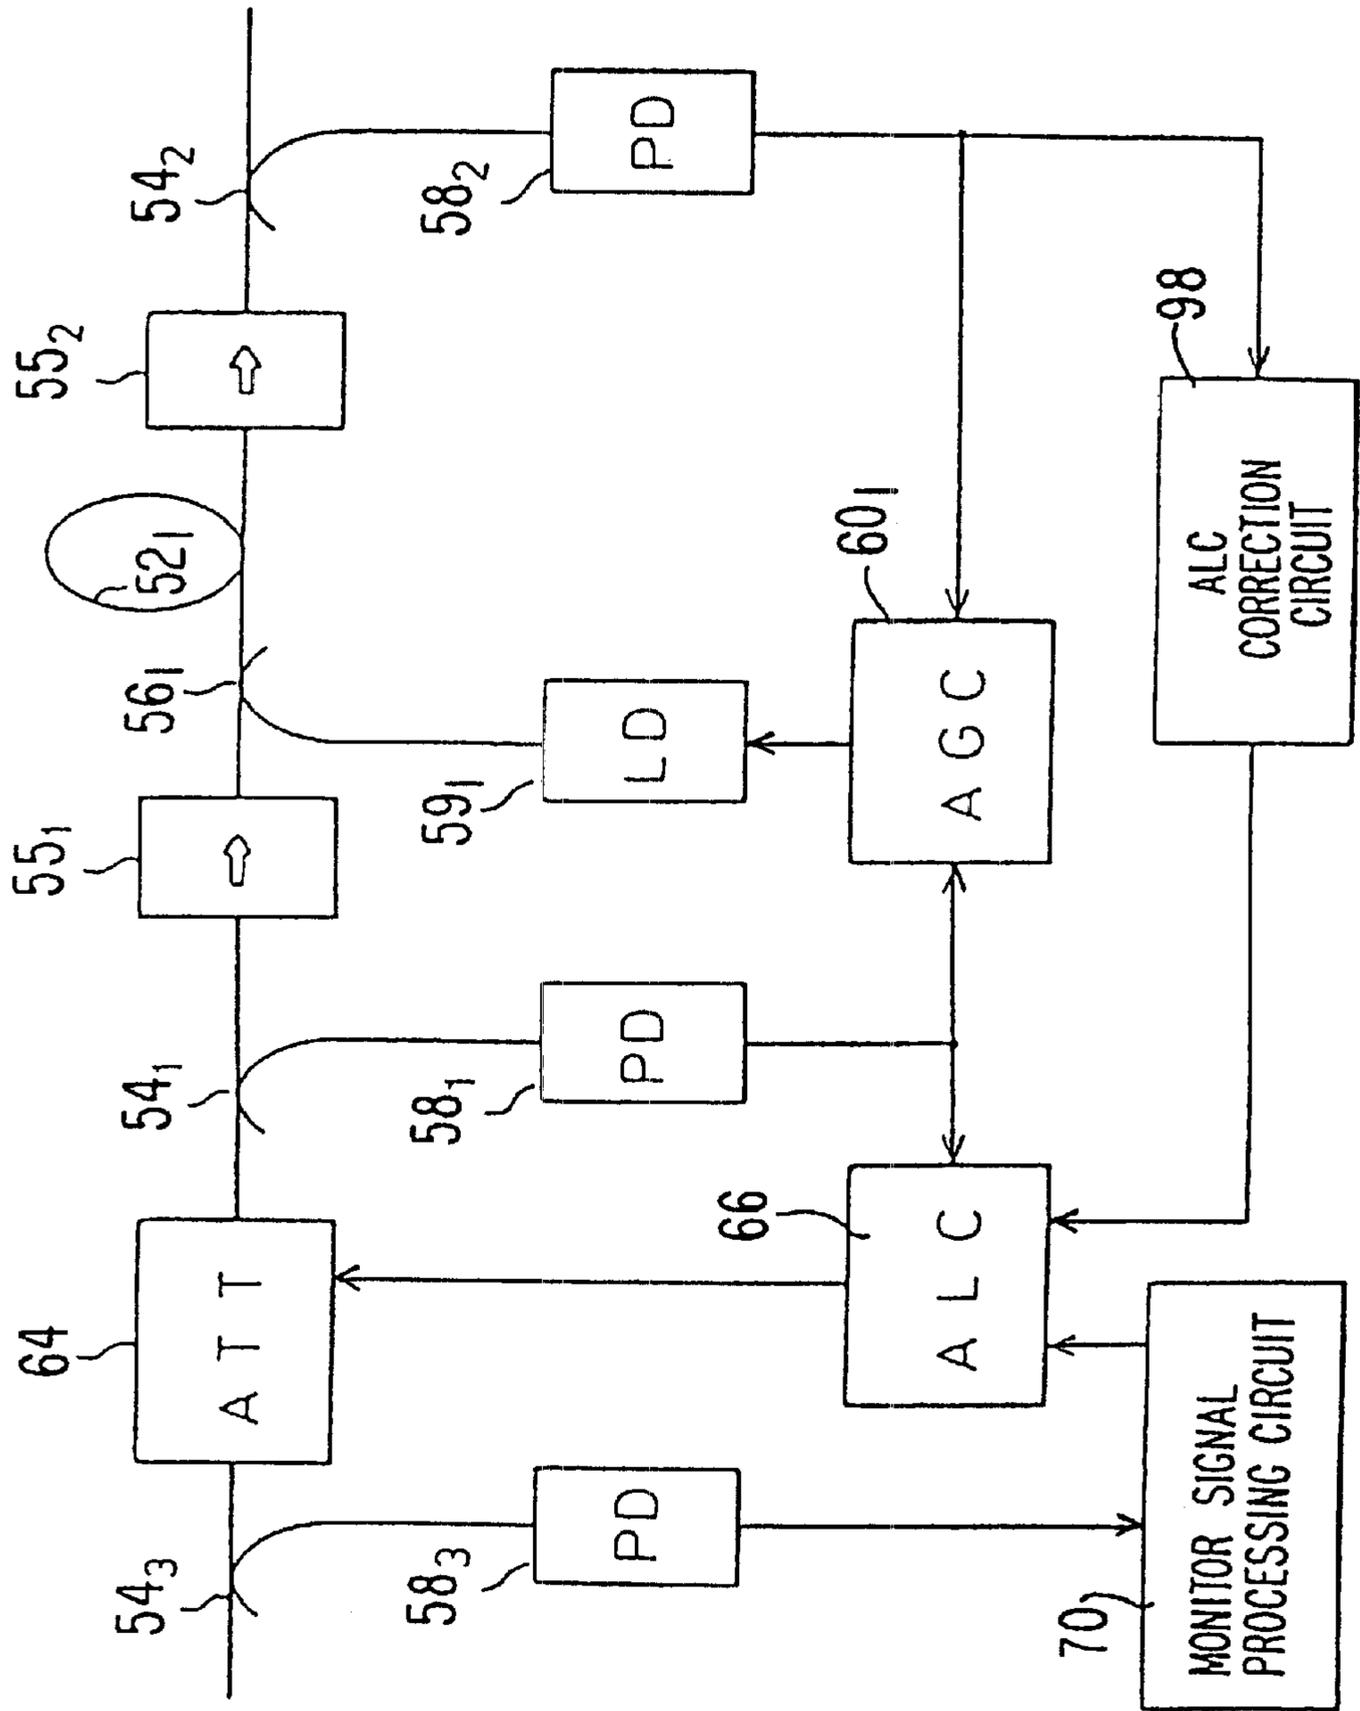 54₃
64
54₁
55₁
56₁
52₁
55₂
54₂
ATT
58₃
PD
58₁
PD
59₁
LD
58₂
PD
66
ALC
60₁
AGC
70
MONITOR SIGNAL
PROCESSING CIRCUIT
98
ALC
CORRECTION
CIRCUIT